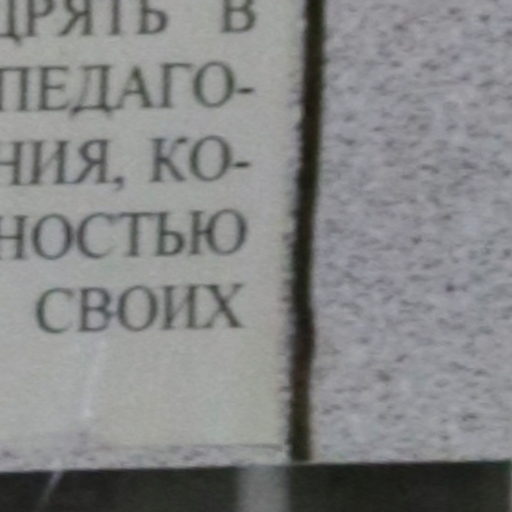 ДРЯТЬ В
ПЕДАГО-
НИЯ, КО-
НОСТЬЮ
СВОИХ